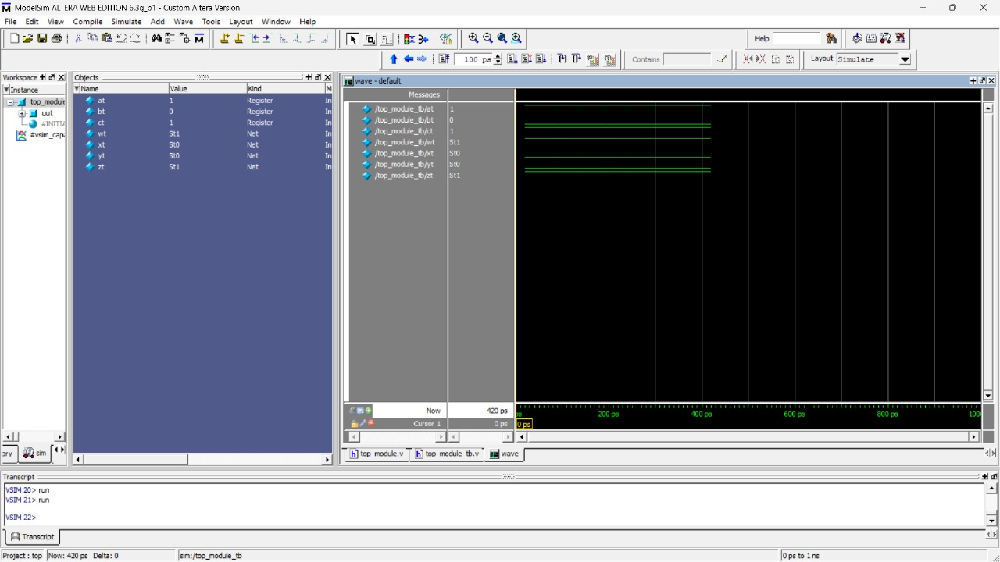 ModelSim ALTERA WEB EDITION 6.3g_p1 - Custom Altera Version
File Edit View Compile Simulate Add Wave Tools Layout Window Help
Help
100 ps Contains Layout Simulate
Workspace
Instance
top_module
uut
#INITIA
#vsim_capa
ary sim
Objects
Name Value Kind M
at 1 Register In
bt 0 Register In
ct 1 Register In
wt St1 Net In
xt St0 Net In
yt St0 Net In
zt St1 Net In
wave - default
Messages
/top_module_tb/at 1
/top_module_tb/bt 0
/top_module_tb/ct 1
/top_module_tb/wt St1
/top_module_tb/xt St0
/top_module_tb/yt St0
/top_module_tb/zt St1
Now 420 ps
ps 200 ps 400 ps 600 ps 800 ps 100
Cursor 1 0 ps 0 ps
top_module.v top_module_tb.v wave
Transcript
VSIM 20> run
VSIM 21> run
VSIM 22>
Transcript
Project : top Now: 420 ps Delta: 0 sim:/top_module_tb 0 ps to 1 ns